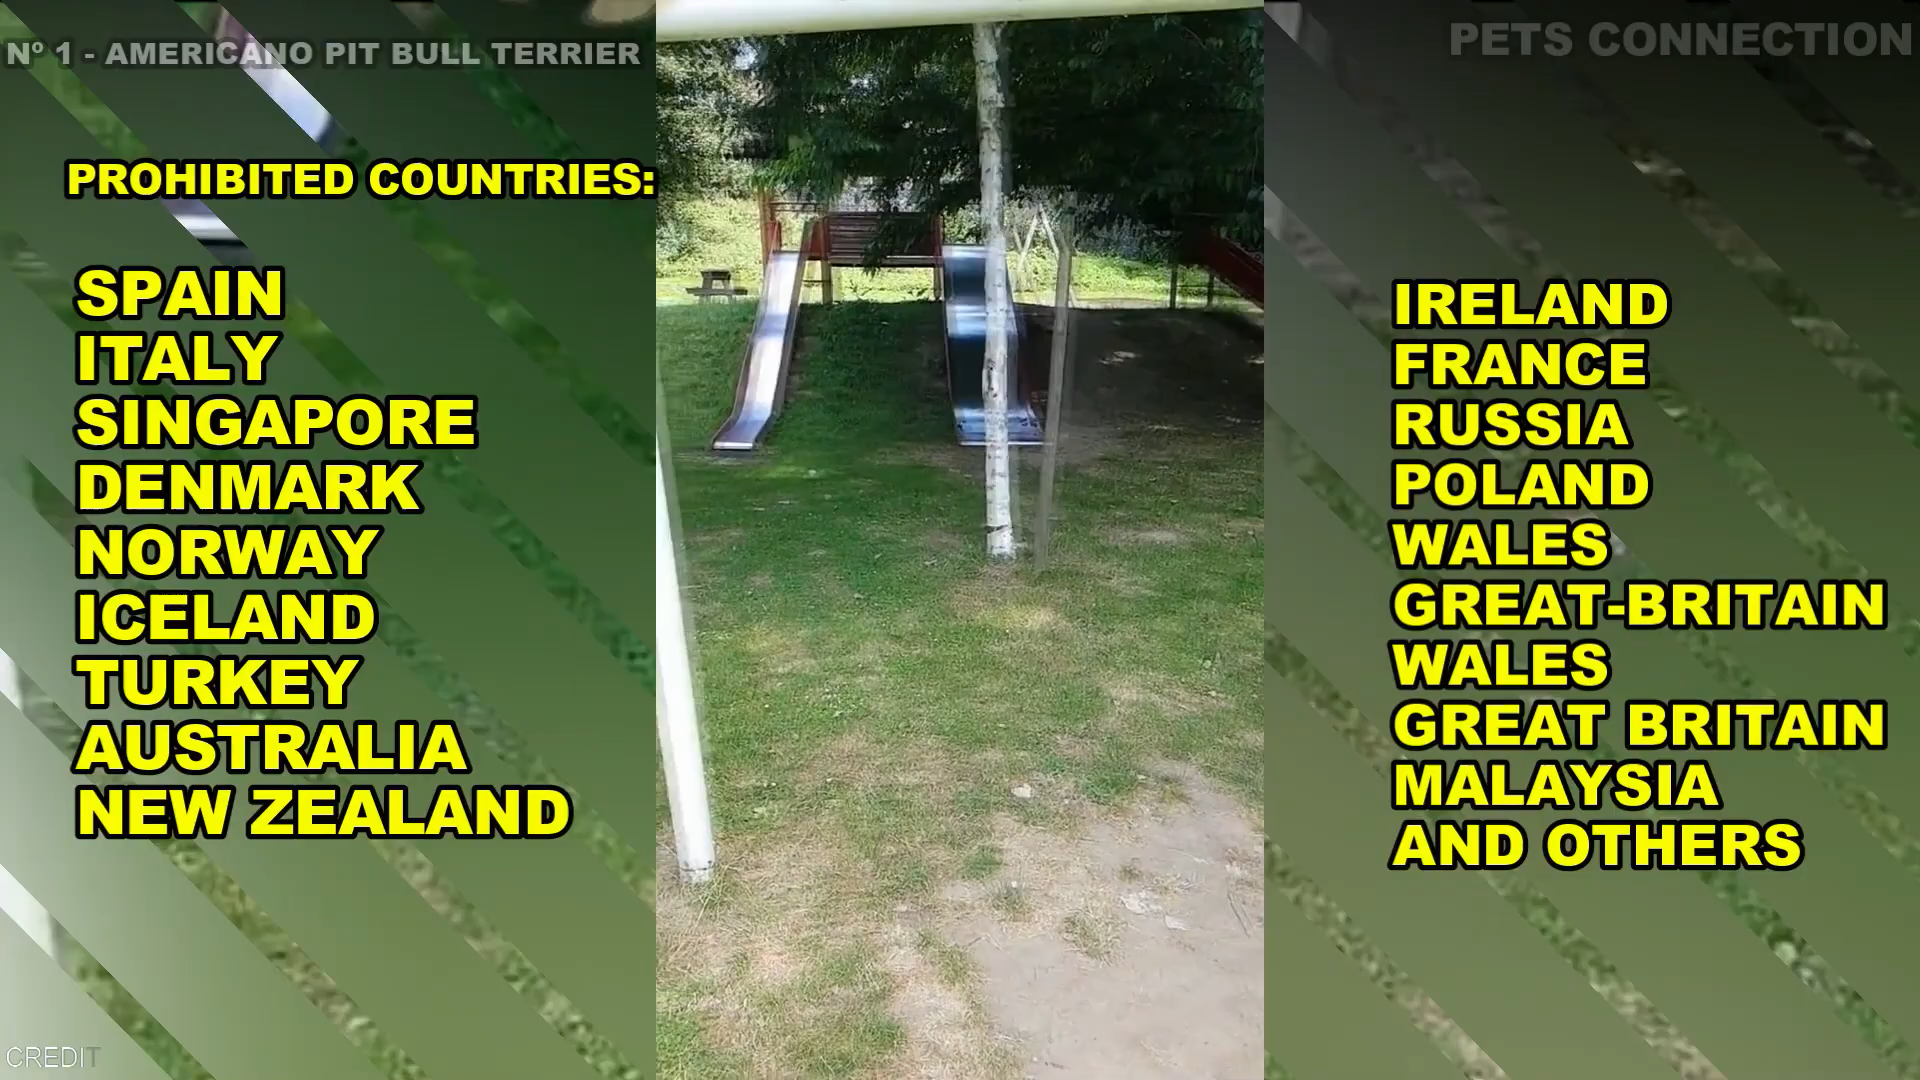 Nº 1 - AMERICANO PIT BULL TERRIER
PETS CONNECTION
PROHIBITED COUNTRIES:
SPAIN
ITALY
SINGAPORE
DENMARK
NORWAY
ICELAND
TURKEY
AUSTRALIA
NEW ZEALAND
IRELAND
FRANCE
RUSSIA
POLAND
WALES
GREAT-BRITAIN
WALES
GREAT BRITAIN
MALAYSIA
AND OTHERS
CREDIT